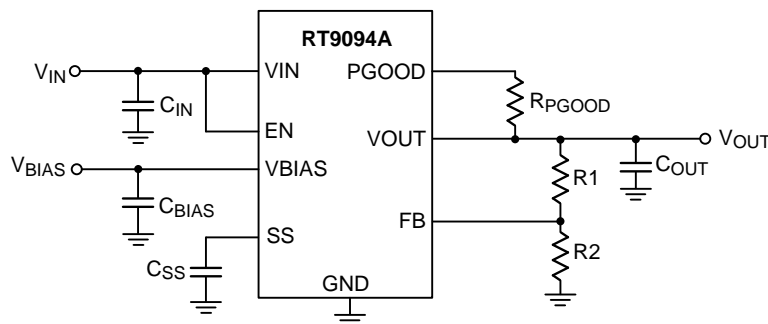 RT9094A
VIN
VIN
PGOOD
CIN
RPGOOD
EN
VOUT
VOUT
VBIAS
VBIAS
R1
COUT
CBIAS
FB
SS
R2
CSS
GND